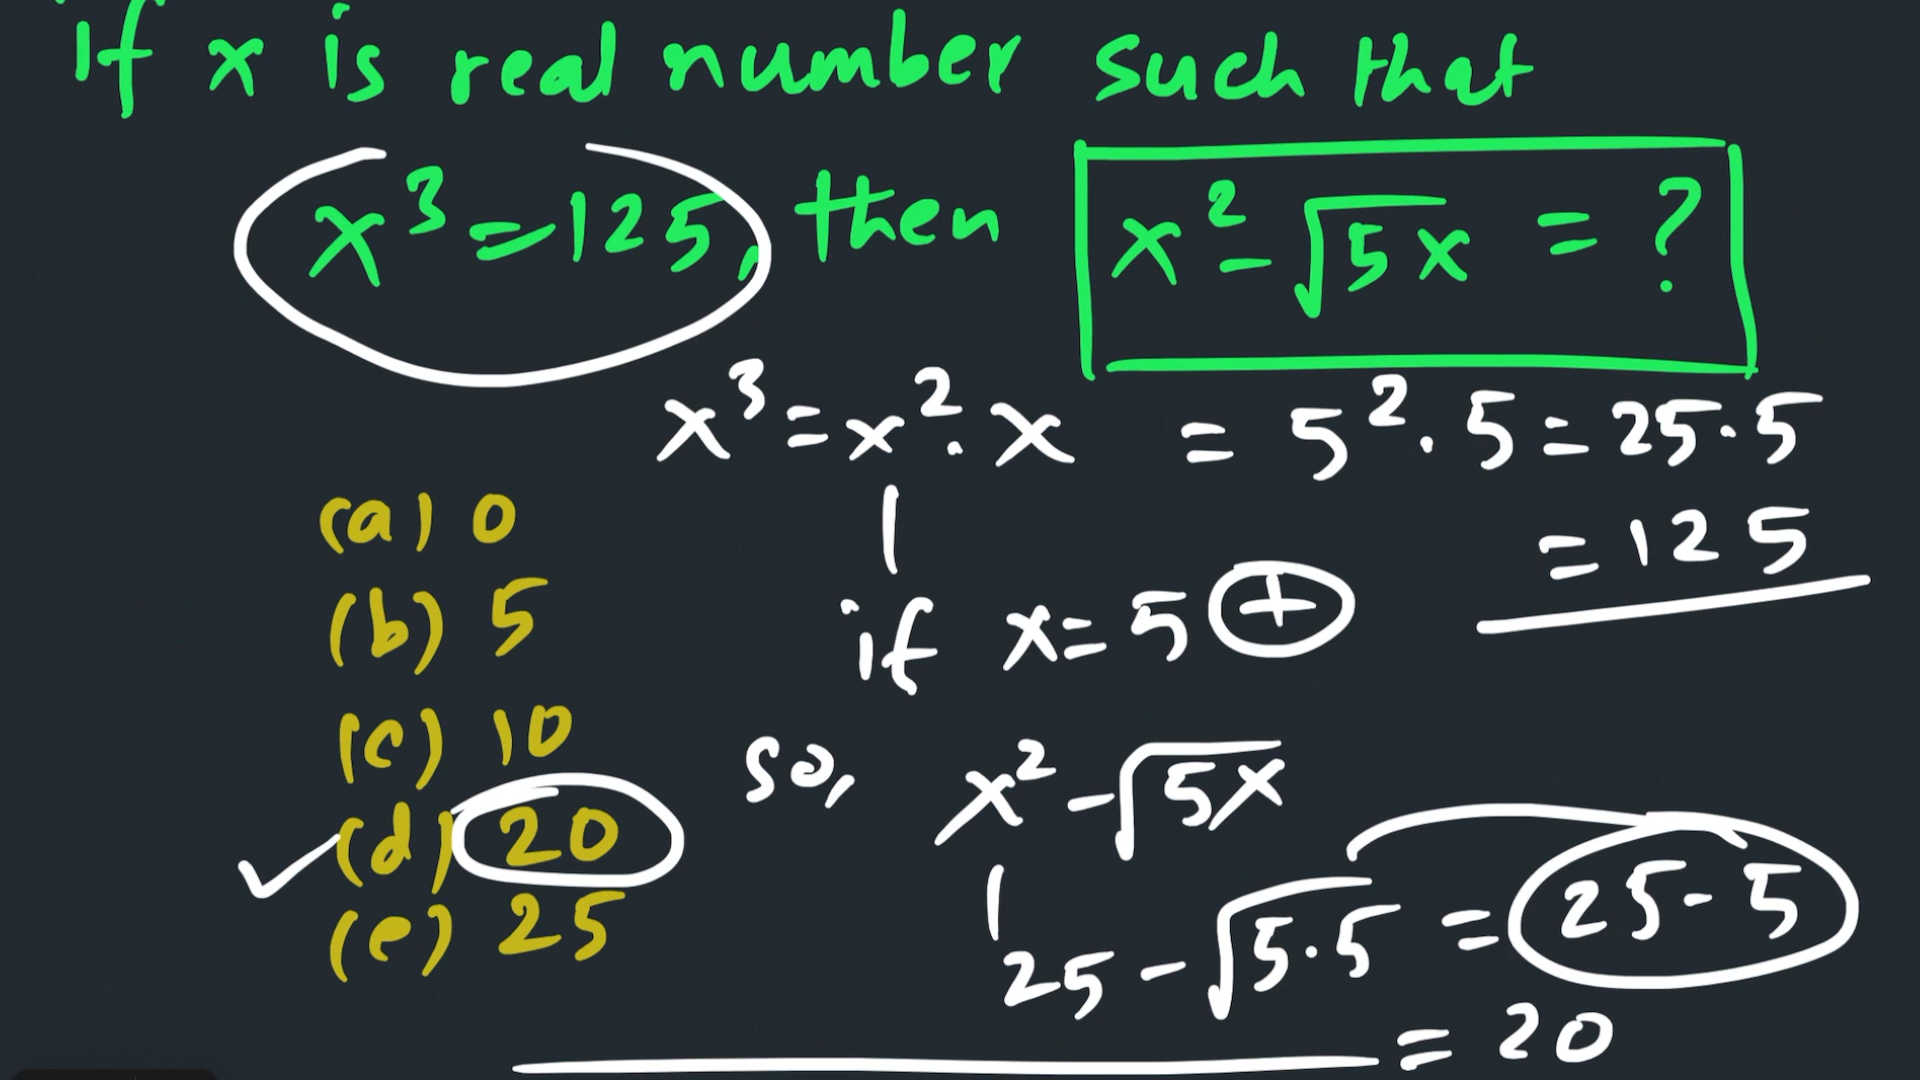 If x is real number such that
x³ = 125, then x² - √5x = ?
x³ = x² . x = 5² . 5 = 25 . 5
= 125
(a) 0
(b) 5
(c) 10
(d) 20
(e) 25
if x = 5 +
so, x² - √5x
25 - √5.5 = 25 - 5
= 20